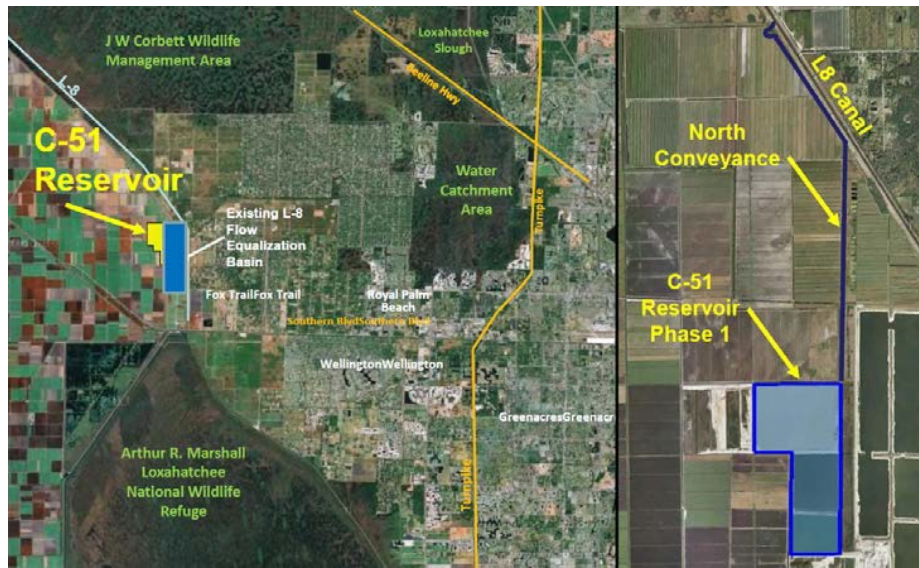 J W Corbett Wildlife
Management Area
Loxahatchee
Slough
Beeline Hwy
L-8
C-51
Reservoir
Water
Catchment
Area
Turnpike
Existing L-8
Flow
Equalization
Basin
Fox TrailFox Trail
Royal Palm
Beach
Southern BlvdSouthern Blvd
WellingtonWellington
GreenacresGreenacr
Arthur R. Marshall
Loxahatchee
National Wildlife
Refuge
Turnpike
L8 Canal
North
Conveyance
C-51
Reservoir
Phase 1